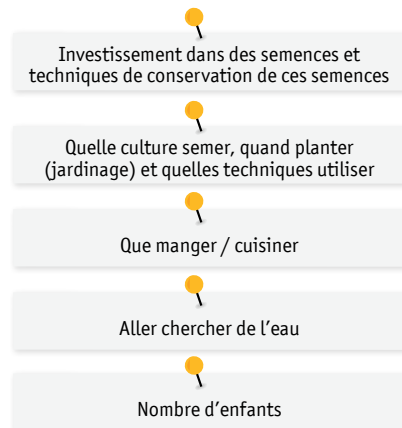 Investissement dans des semences et
techniques de conservation de ces semences
Quelle culture semer, quand planter
(jardinage) et quelles techniques utiliser
Que manger / cuisiner
Aller chercher de l’eau
Nombre d’enfants